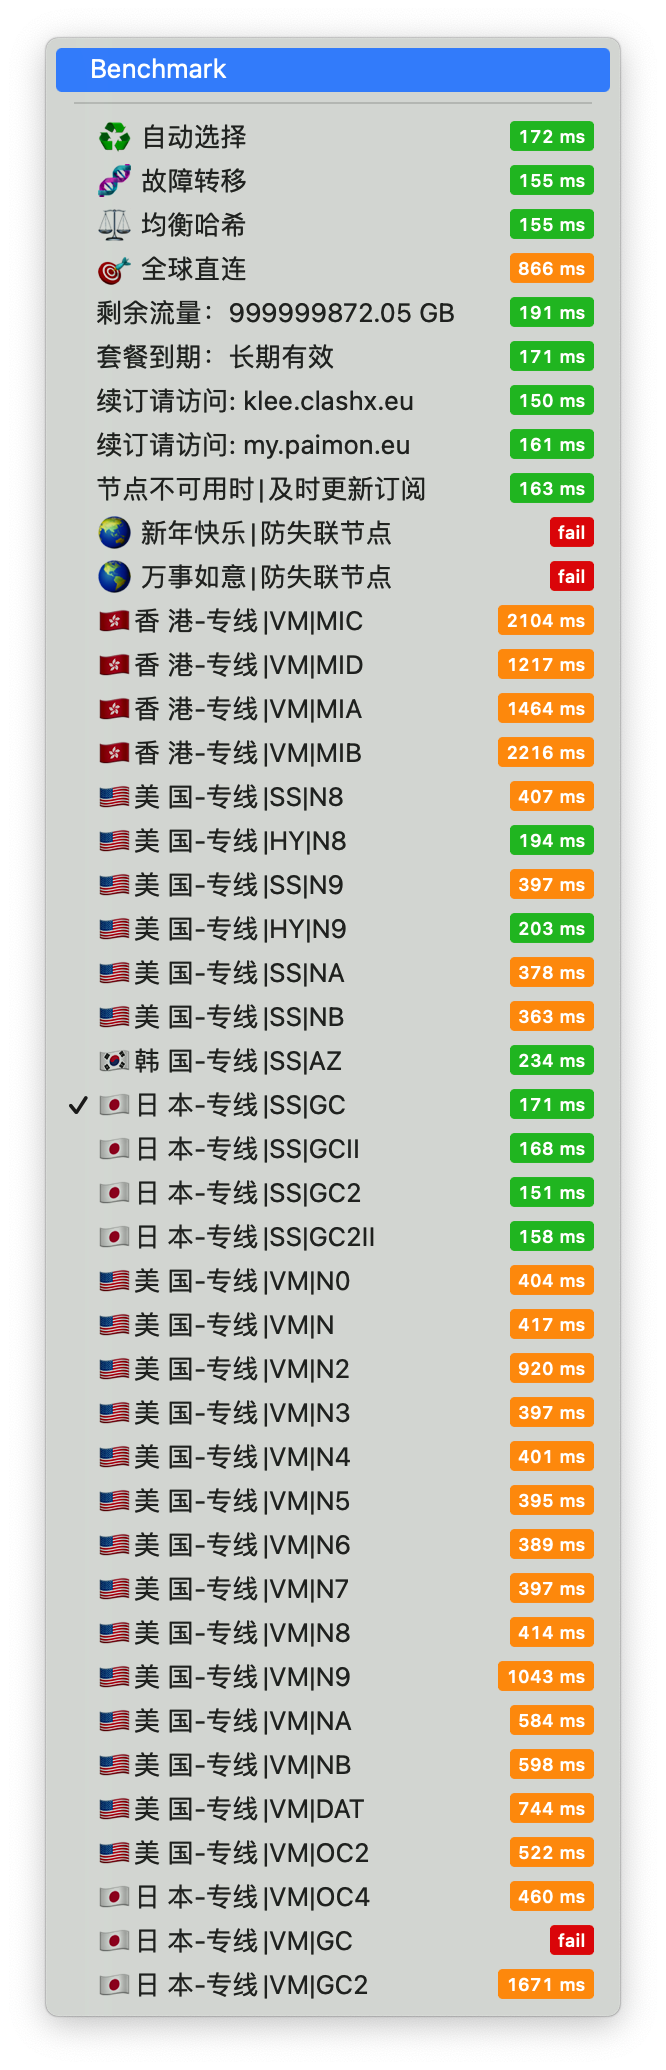 Benchmark
自动选择 172 ms
故障转移 155 ms
均衡哈希 155 ms
全球直连 866 ms
剩余流量：999999872.05 GB 191 ms
套餐到期：长期有效 171 ms
续订请访问: klee.clashx.eu 150 ms
续订请访问: my.paimon.eu 161 ms
节点不可用时|及时更新订阅 163 ms
新年快乐|防失联节点 fail
万事如意|防失联节点 fail
香 港-专线|VM|MIC 2104 ms
香 港-专线|VM|MID 1217 ms
香 港-专线|VM|MIA 1464 ms
香 港-专线|VM|MIB 2216 ms
美 国-专线|SS|N8 407 ms
美 国-专线|HY|N8 194 ms
美 国-专线|SS|N9 397 ms
美 国-专线|HY|N9 203 ms
美 国-专线|SS|NA 378 ms
美 国-专线|SS|NB 363 ms
韩 国-专线|SS|AZ 234 ms
日 本-专线|SS|GC 171 ms
日 本-专线|SS|GCII 168 ms
日 本-专线|SS|GC2 151 ms
日 本-专线|SS|GC2II 158 ms
美 国-专线|VM|N0 404 ms
美 国-专线|VM|N 417 ms
美 国-专线|VM|N2 920 ms
美 国-专线|VM|N3 397 ms
美 国-专线|VM|N4 401 ms
美 国-专线|VM|N5 395 ms
美 国-专线|VM|N6 389 ms
美 国-专线|VM|N7 397 ms
美 国-专线|VM|N8 414 ms
美 国-专线|VM|N9 1043 ms
美 国-专线|VM|NA 584 ms
美 国-专线|VM|NB 598 ms
美 国-专线|VM|DAT 744 ms
美 国-专线|VM|OC2 522 ms
日 本-专线|VM|OC4 460 ms
日 本-专线|VM|GC fail
日 本-专线|VM|GC2 1671 ms